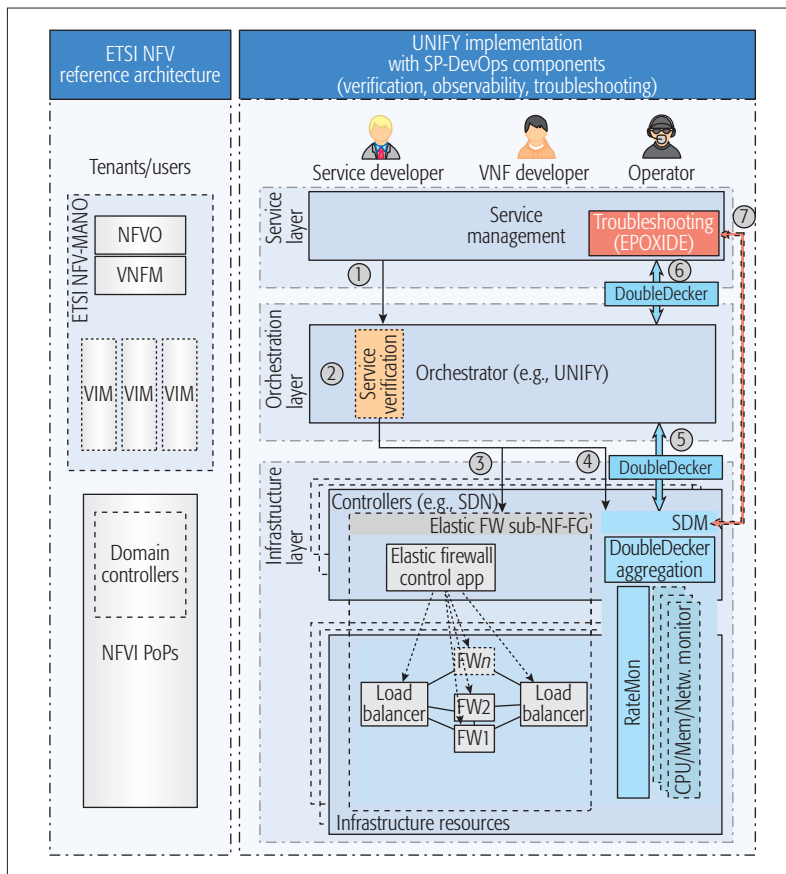 ETSI NFV
reference architecture
UNIFY implementation
with SP-DevOps components
(verification, observability, troubleshooting)
Tenants/users
ETSI NFV-MANO
NFVO
VNFM
VIM
VIM
VIM
Domain
controllers
NFVI PoPs
Service developer
VNF developer
Operator
Service
layer
Service
management
Troubleshooting
(EPOXIDE)
7
1
6
DoubleDecker
Orchestration
layer
2
Service
verification
Orchestrator (e.g., UNIFY)
5
3
4
DoubleDecker
Infrastructure
layer
Controllers (e.g., SDN)
Elastic FW sub-NF-FG
SDM
Elastic firewall
control app
DoubleDecker
aggregation
FWn
Load
balancer
FW2
Load
balancer
FW1
RateMon
CPU/Mem/Netw. monitor
Infrastructure resources